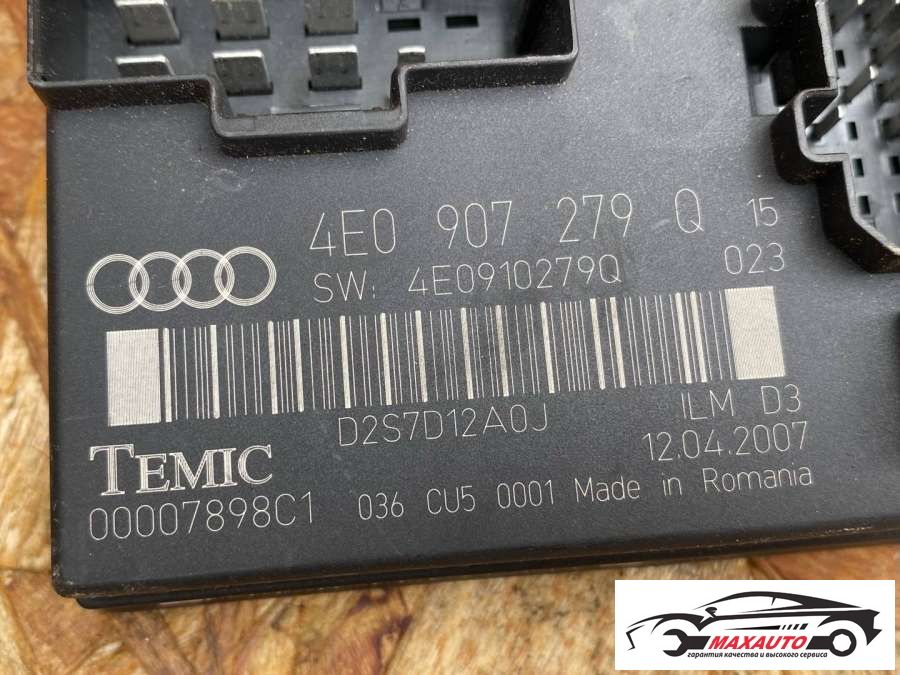 4E0 907 279 Q 15
SW: 4E0910279Q 023
D2S7D12A0J ILM D3
TEMIC 12.04.2007
00007898C1 036 CU5 0001 Made in Romania
MAXAUTO
гарантия качества и высокого сервиса